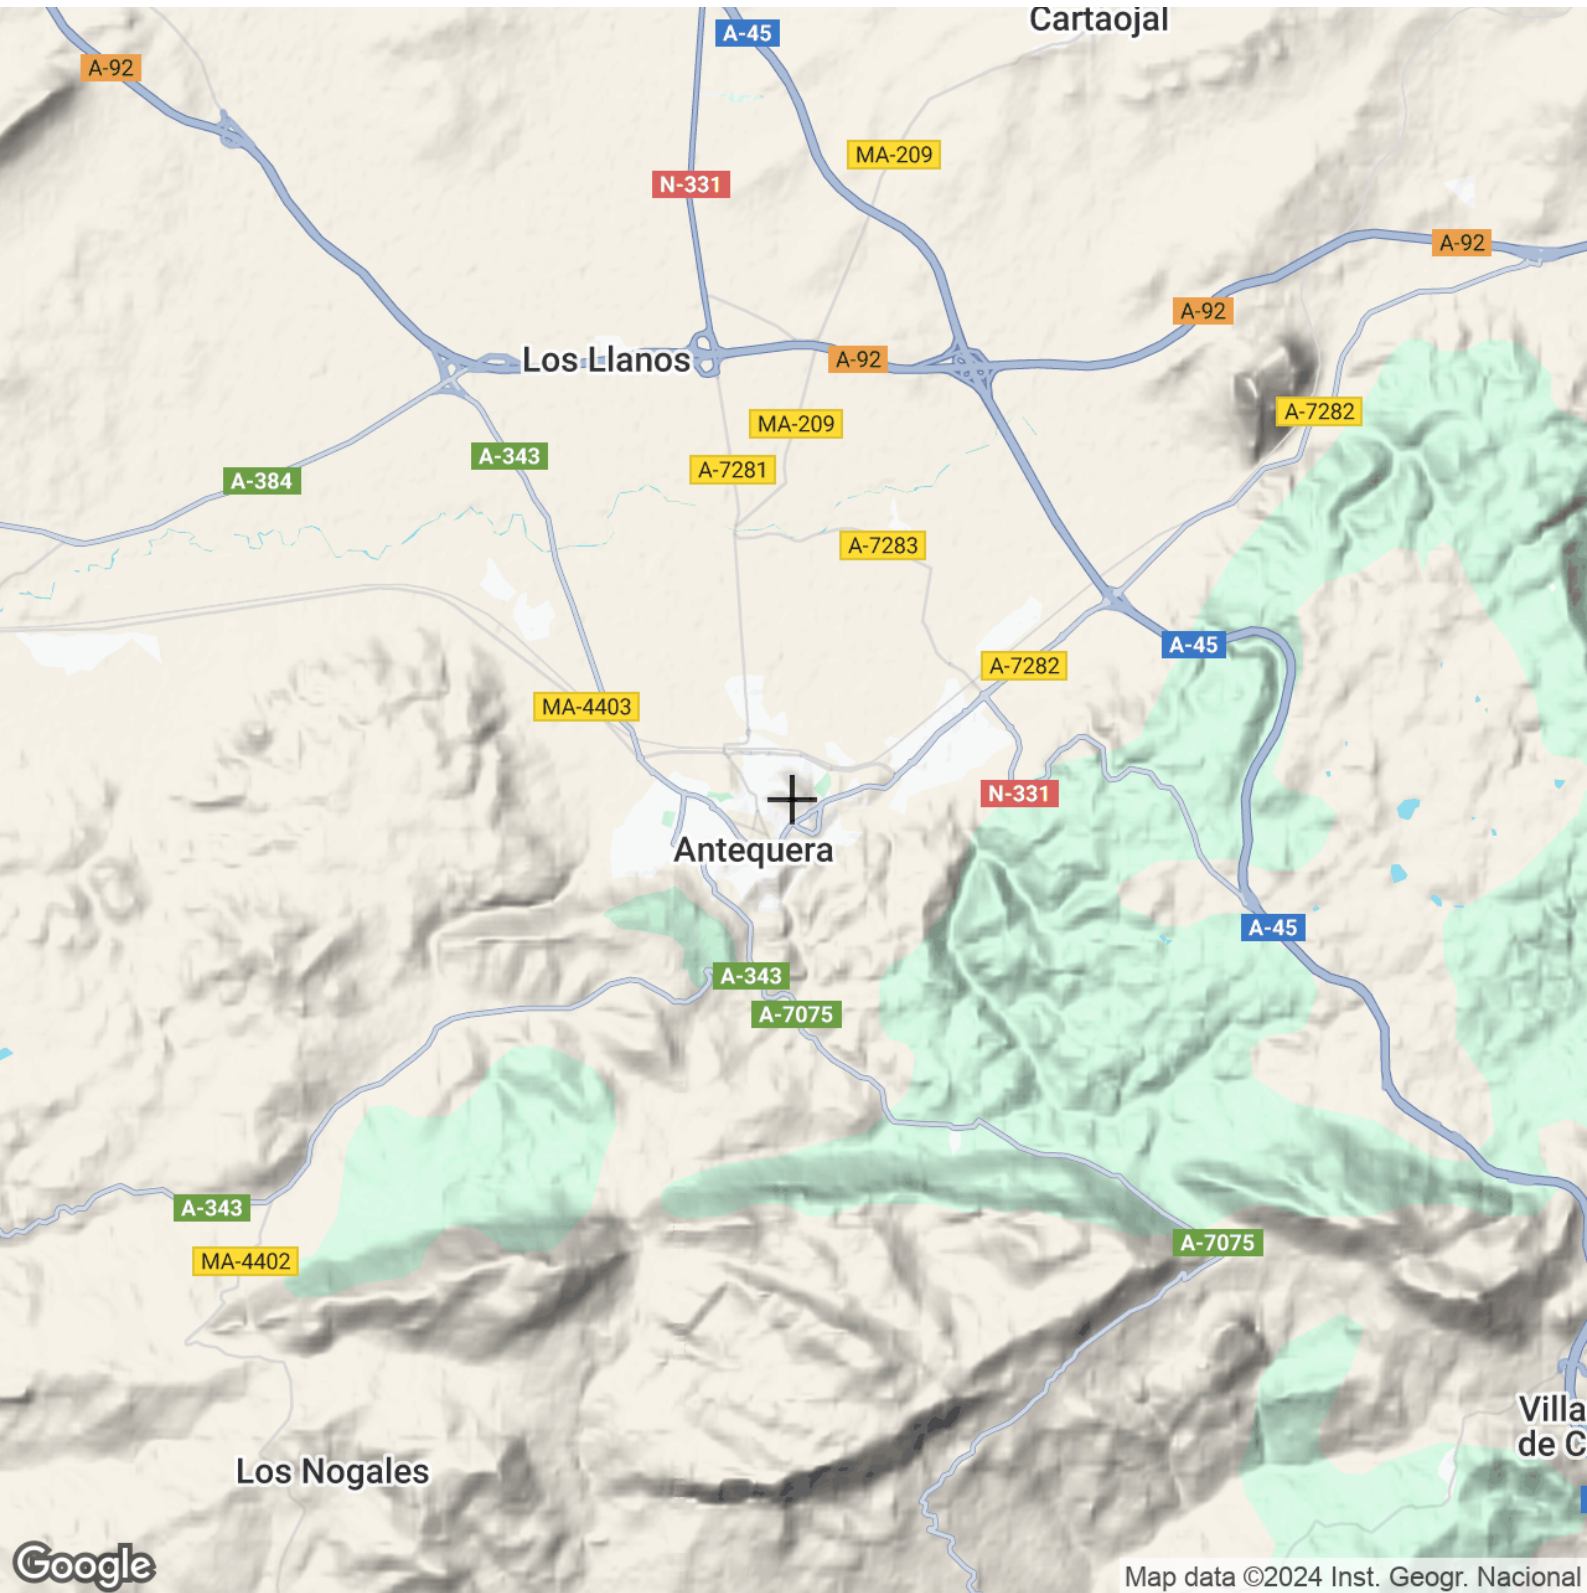 Cartaojal
A-45
A-92
MA-209
N-331
A-92
A-92
Los Llanos
A-92
A-7282
MA-209
A-343
A-7281
A-384
A-7283
A-45
A-7282
MA-4403
N-331
Antequera
A-45
A-343
A-7075
A-343
A-7075
MA-4402
Villa
de C
Los Nogales
Google
Map data ©2024 Inst. Geogr. Nacional